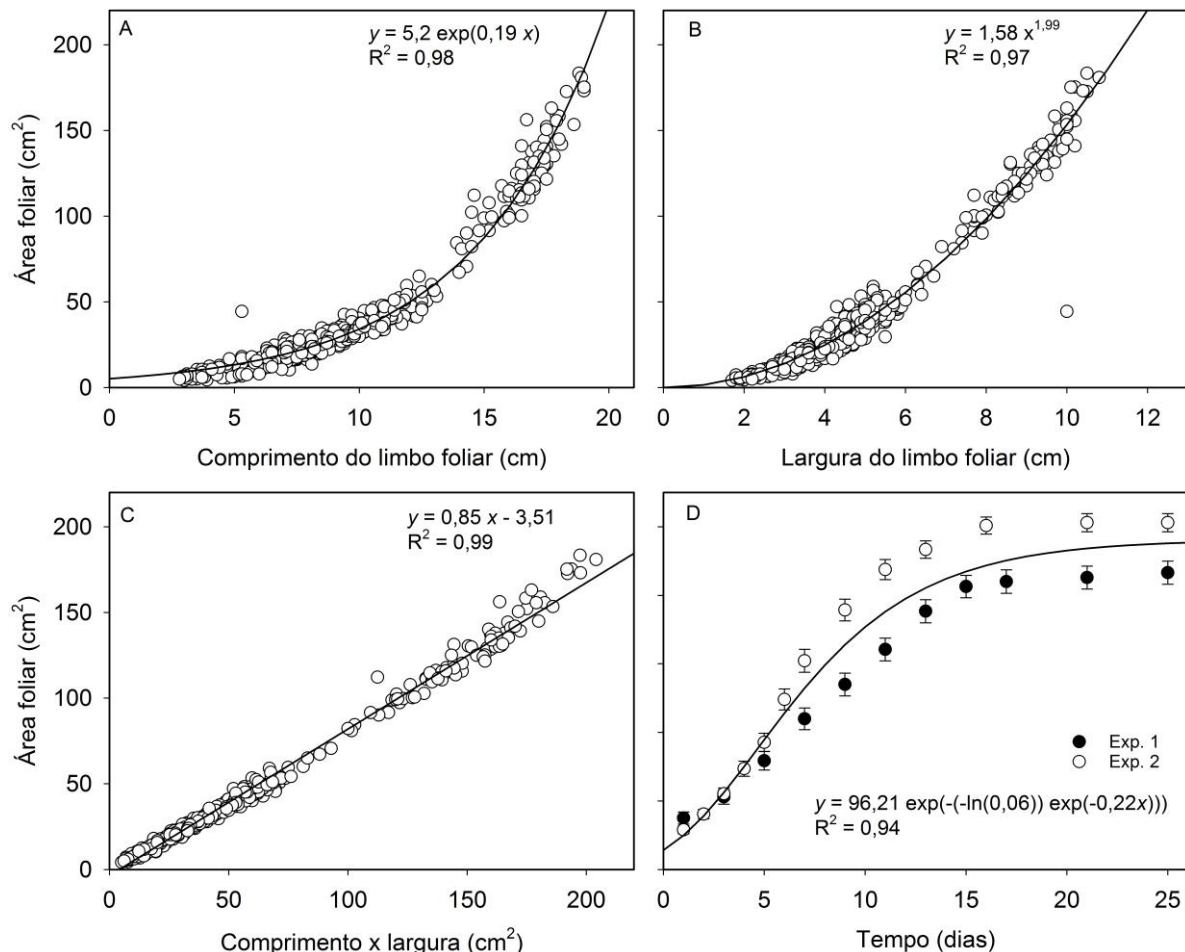 A
y = 5,2 exp(0,19 x)
R² = 0,98
Área foliar (cm²)
200
150
100
50
0
0 5 10 15 20
Comprimento do limbo foliar (cm)
B
y = 1,58 x^1,99
R² = 0,97
0 2 4 6 8 10 12
Largura do limbo foliar (cm)
C
y = 0,85 x - 3,51
R² = 0,99
Área foliar (cm²)
200
150
100
50
0
50 100 150 200
Comprimento x largura (cm²)
D
Exp. 1
Exp. 2
y = 96,21 exp(-(-ln(0,06)) exp(-0,22x)))
R² = 0,94
0 5 10 15 20 25
Tempo (dias)